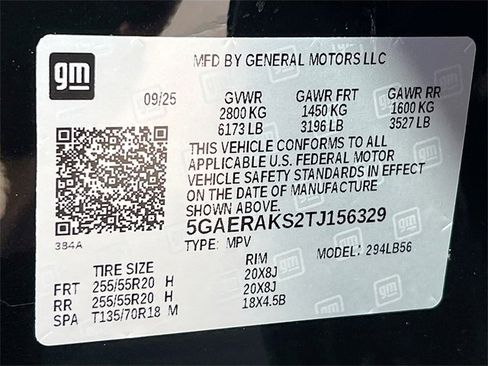 gm
MFD BY GENERAL MOTORS LLC
09/25 GVWR GAWR FRT GAWR RR
2800 KG 1450 KG 1600 KG
6173 LB 3196 LB 3527 LB
THIS VEHICLE CONFORMS TO ALL
APPLICABLE U.S. FEDERAL MOTOR
VEHICLE SAFETY STANDARDS IN EFFECT
ON THE DATE OF MANUFACTURE
SHOWN ABOVE.
5GAERAKS2TJ156329
3B4A
TYPE: MPV MODEL: 294LB56
TIRE SIZE RIM
FRT 255/55R20 H 20X8J
RR 255/55R20 H 20X8J
SPA T135/70R18 M 18X4.5B